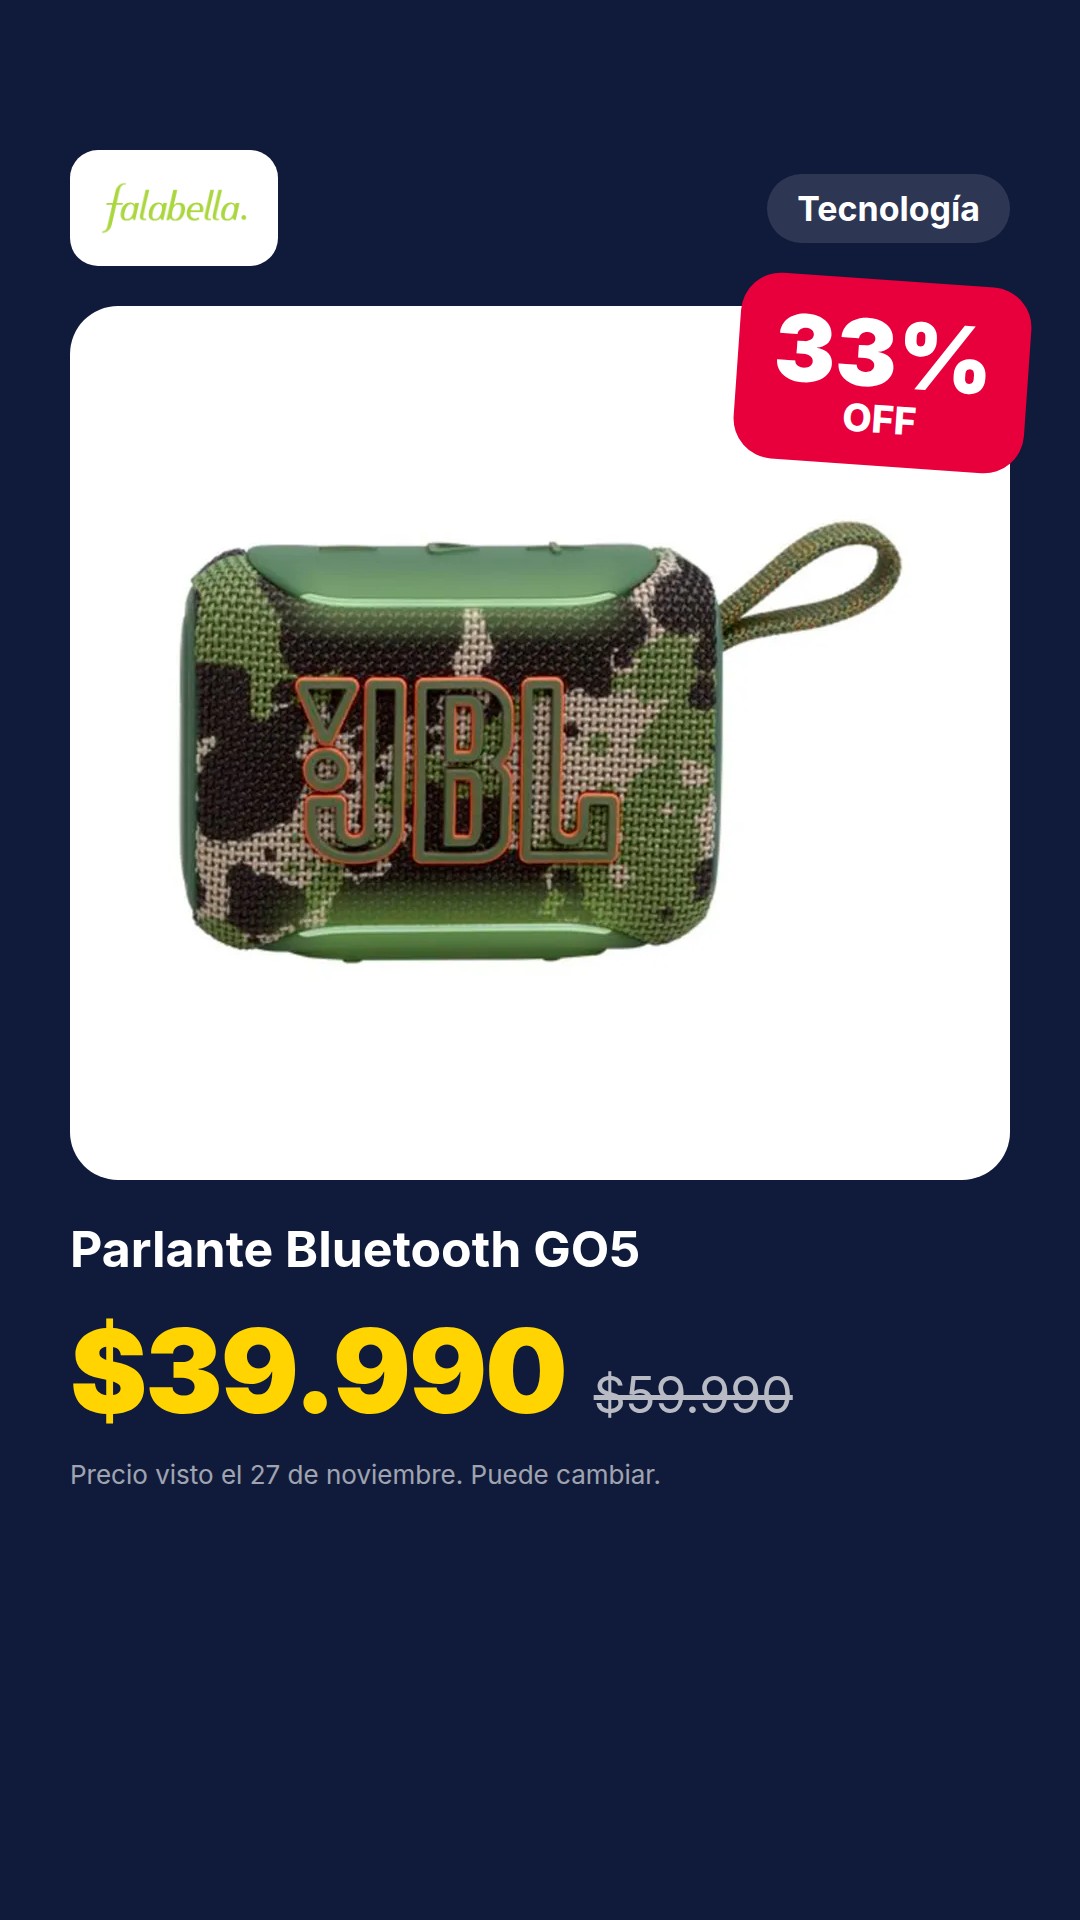 falabella.
Tecnología
33%
OFF
JBL
Parlante Bluetooth GO5
$39.990 $59.990
Precio visto el 27 de noviembre. Puede cambiar.